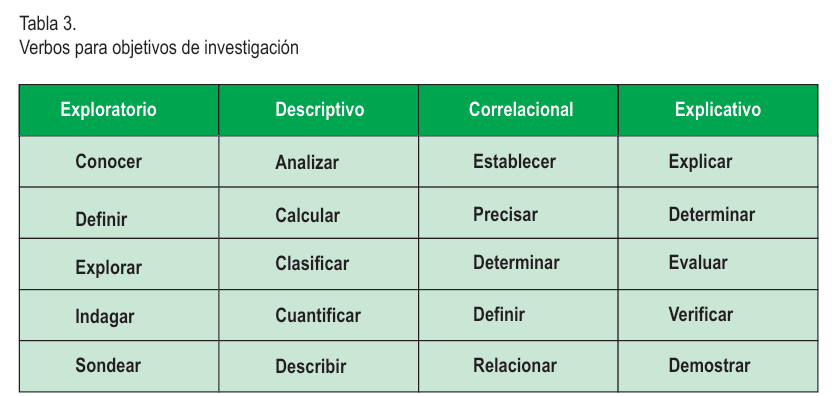 Tabla 3.
Verbos para objetivos de investigación
Exploratorio Descriptivo Correlacional Explicativo
Conocer Analizar Establecer Explicar
Definir Calcular Precisar Determinar
Explorar Clasificar Determinar Evaluar
Indagar Cuantificar Definir Verificar
Sondear Describir Relacionar Demostrar